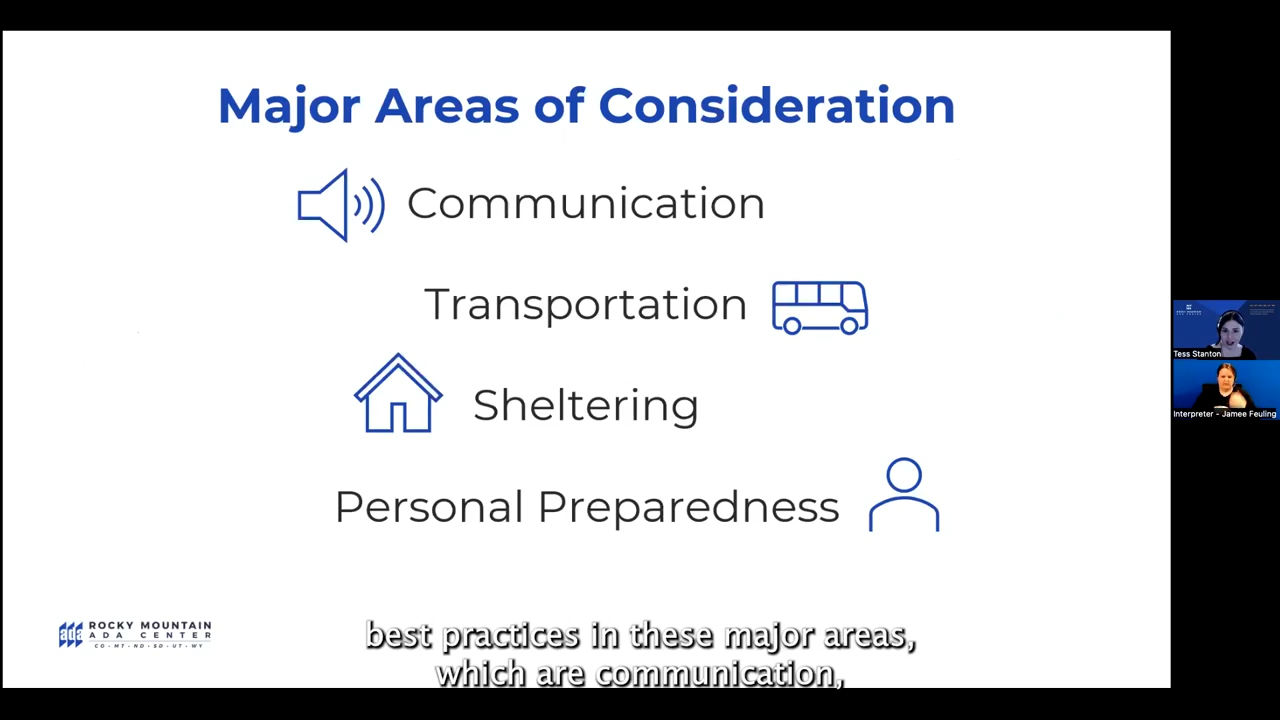 Major Areas of Consideration
Communication
Transportation
Sheltering
Personal Preparedness
ada
ROCKY MOUNTAIN
ADA CENTER
CO · MT · ND · SD · UT · WY
best practices in these major areas,
which are communication,
Tess Stanton
Interpreter - Jamee Feuling